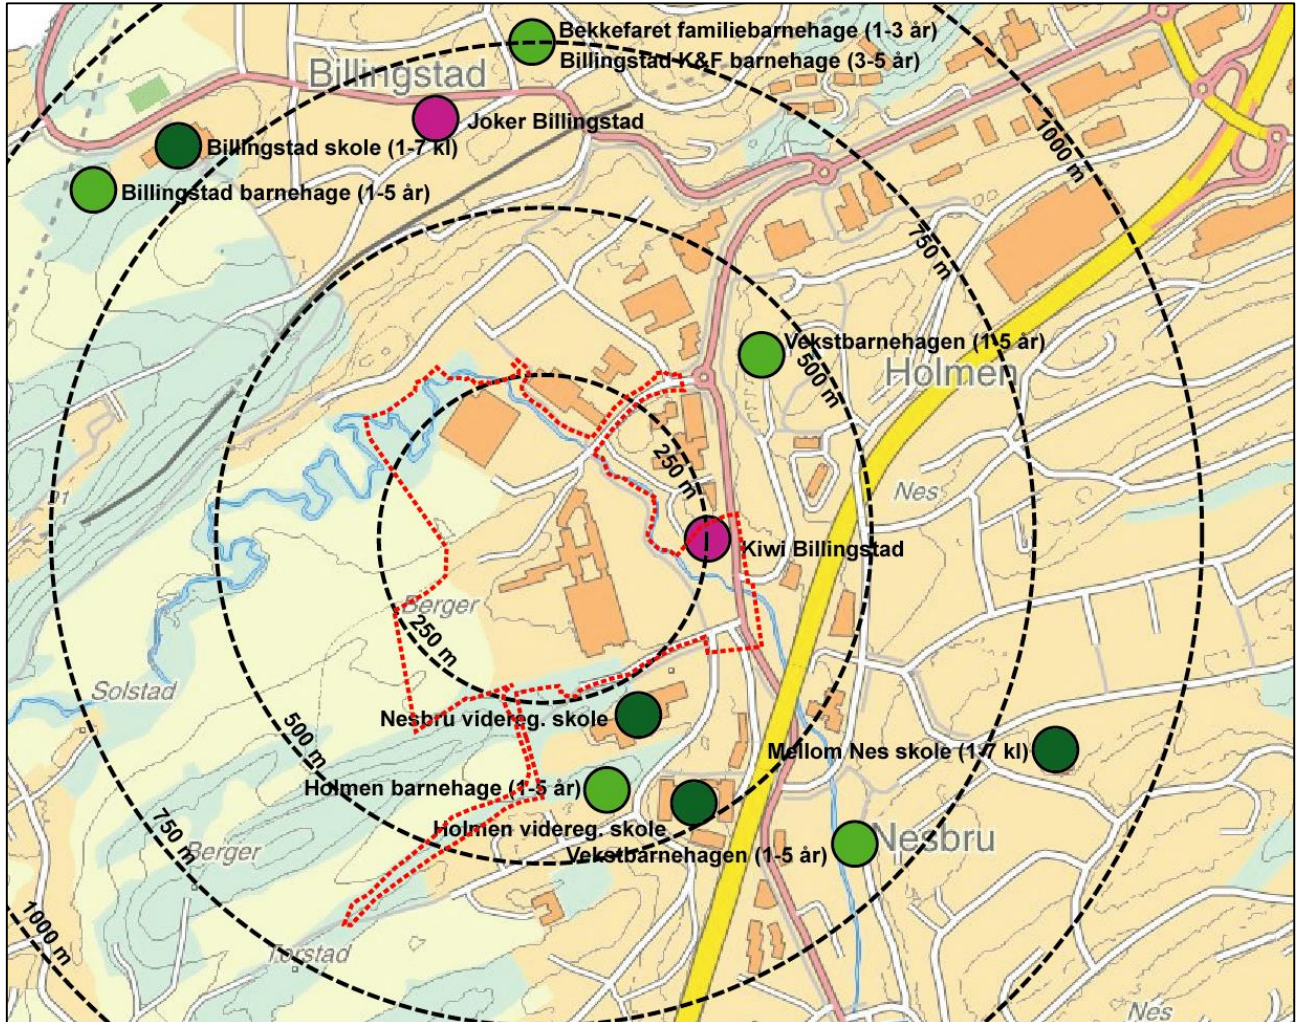 Bekkefaret familiebarnehage (1-3 år)
Billingstad K&F barnehage (3-5 år)
Billingstad
Joker Billingstad
1000 m
Billingstad skole (1-7 kl)
Billingstad barnehage (1-5 år)
750 m
Vekstbarnehagen (1-5 år)
500 m
Holmen
250 m
Nes
Kiwi Billingstad
Berger
250 m
Solstad
Nesbru videreg. skole
500 m
Mellom Nes skole (1-7 kl)
Holmen barnehage (1-5 år)
750 m
Holmen videreg. skole
Nesbru
Berger
Vekstbarnehagen (1-5 år)
1000 m
Torstad
Nes